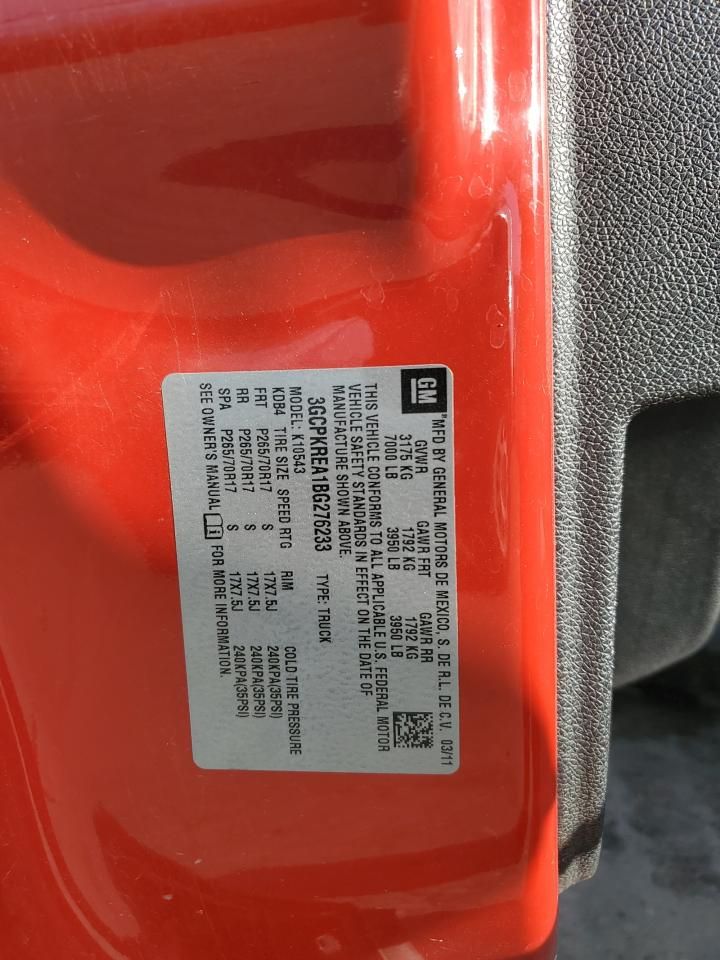 GM
MFD BY GENERAL MOTORS DE MEXICO, S. DE R.L. DE C.V. 03/11
GVWR GAWR FRT GAWR RR
3175 KG 1792 KG 1792 KG
7000 LB 3950 LB 3950 LB
THIS VEHICLE CONFORMS TO ALL APPLICABLE U.S. FEDERAL MOTOR
VEHICLE SAFETY STANDARDS IN EFFECT ON THE DATE OF
MANUFACTURE SHOWN ABOVE.
3GCPKREA1BG276233 TYPE: TRUCK
MODEL: K10543
KDB4 TIRE SIZE SPEED RTG RIM COLD TIRE PRESSURE
FRT P265/70R17 S 17X7.5J 240KPA(35PSI)
RR P265/70R17 S 17X7.5J 240KPA(35PSI)
SPA P265/70R17 S 17X7.5J 240KPA(35PSI)
SEE OWNER'S MANUAL FOR MORE INFORMATION.